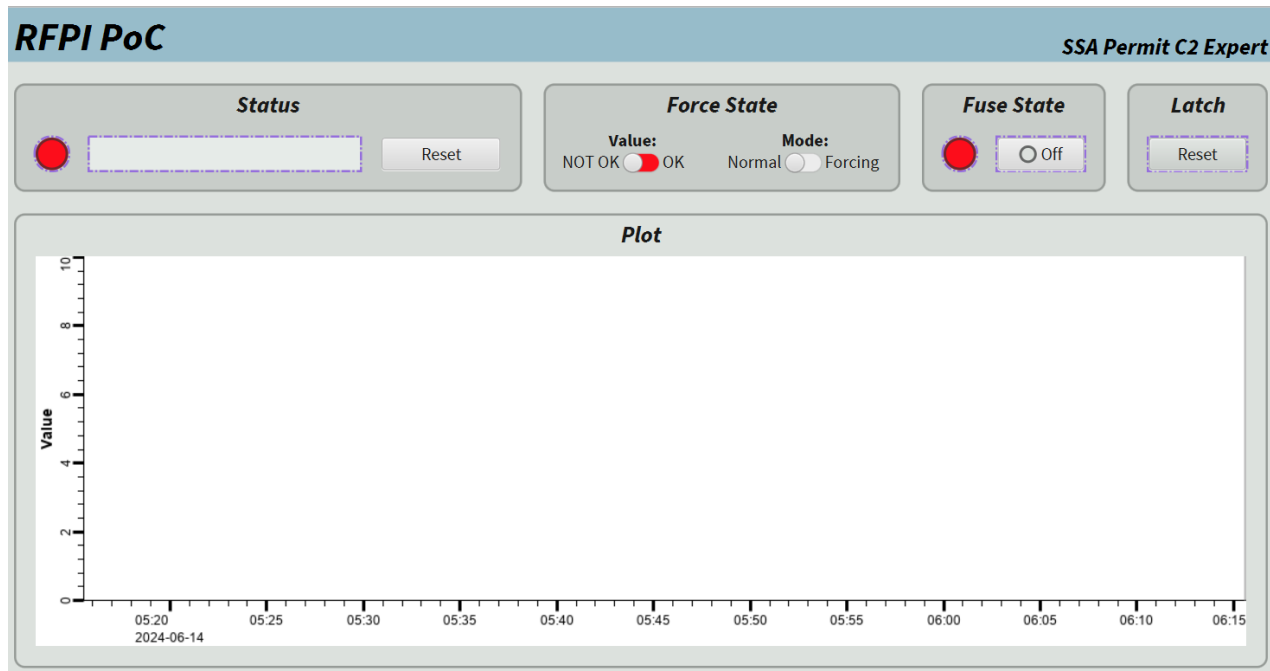 RFPI PoC
SSA Permit C2 Expert
Status
Reset
Force State
Value:
NOT OK OK
Mode:
Normal Forcing
Fuse State
Off
Latch
Reset
Plot
Value
10
8
6
4
2
0
05:20 05:25 05:30 05:35 05:40 05:45 05:50 05:55 06:00 06:05 06:10 06:15
2024-06-14